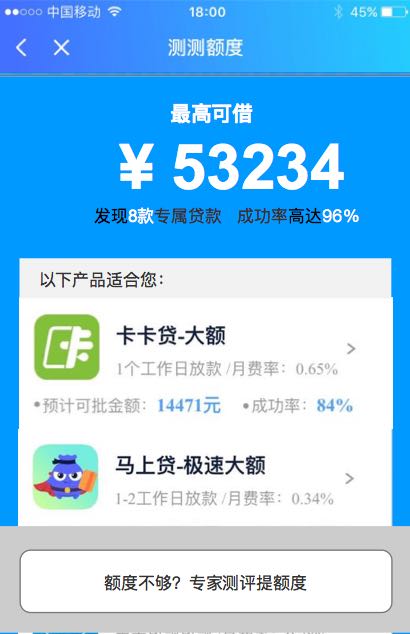 中国移动 18:00 45%
测测额度
最高可借
¥ 53234
发现8款专属贷款 成功率高达96%
以下产品适合您：
卡卡贷-大额
1个工作日放款 /月费率：0.65%
•预计可批金额：14471元 •成功率：84%
马上贷-极速大额
1-2工作日放款 /月费率：0.34%
额度不够？专家测评提额度